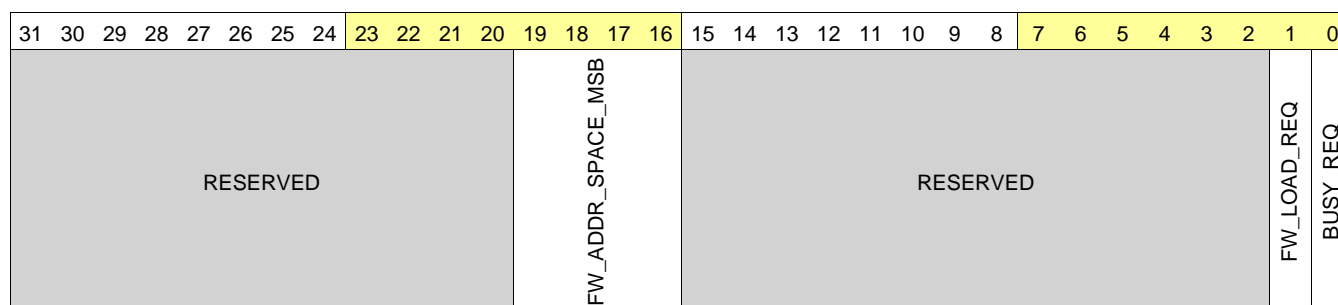 31 30 29 28 27 26 25 24 23 22 21 20 19 18 17 16 15 14 13 12 11 10 9 8 7 6 5 4 3 2 1 0
RESERVED
FW_ADDR_SPACE_MSB
RESERVED
FW_LOAD_REQ
BUSY_REQ